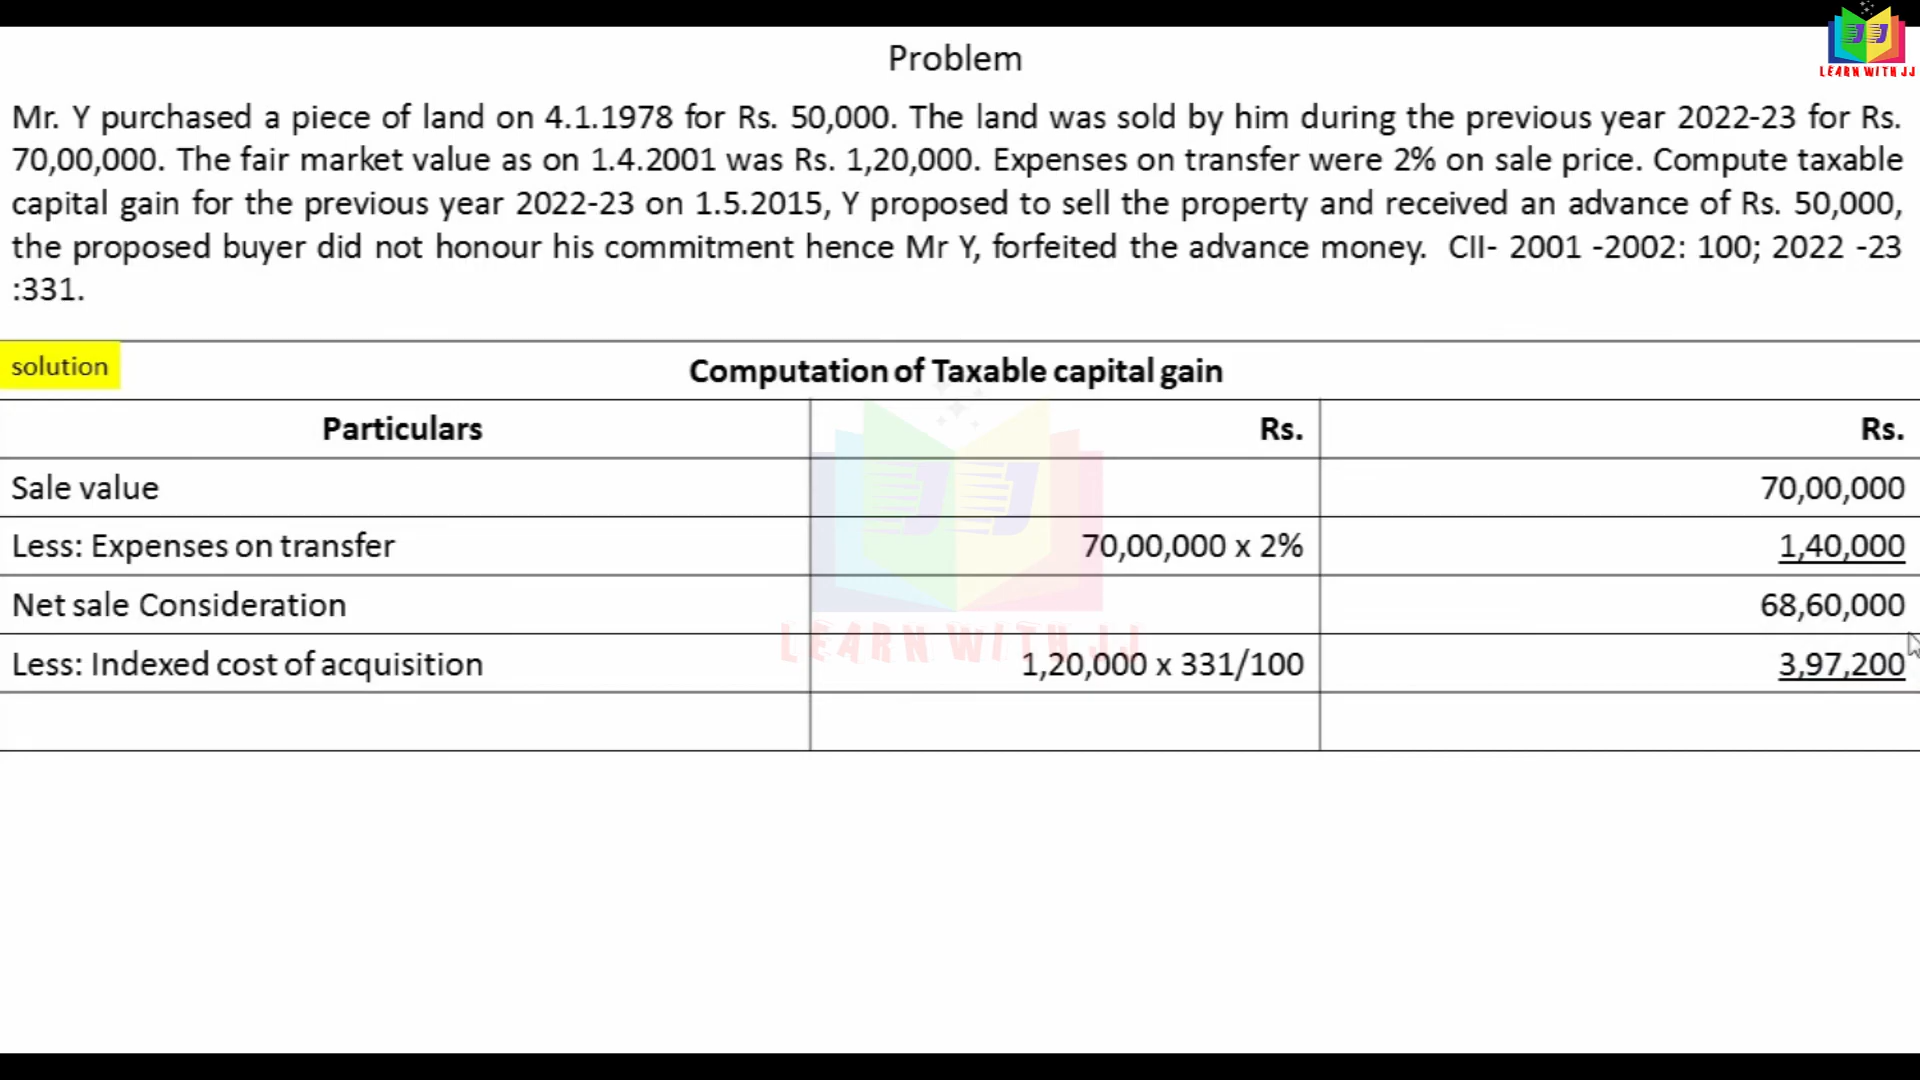 LEARN WITH JJ
Problem
Mr. Y purchased a piece of land on 4.1.1978 for Rs. 50,000. The land was sold by him during the previous year 2022-23 for Rs.
70,00,000. The fair market value as on 1.4.2001 was Rs. 1,20,000. Expenses on transfer were 2% on sale price. Compute taxable
capital gain for the previous year 2022-23 on 1.5.2015, Y proposed to sell the property and received an advance of Rs. 50,000,
the proposed buyer did not honour his commitment hence Mr Y, forfeited the advance money. CII- 2001 -2002: 100; 2022 -23
:331.
solution
Computation of Taxable capital gain
Particulars Rs. Rs.
Sale value 70,00,000
Less: Expenses on transfer 70,00,000 x 2% 1,40,000
Net sale Consideration 68,60,000
LEARN WITH JJ
Less: Indexed cost of acquisition 1,20,000 x 331/100 3,97,200